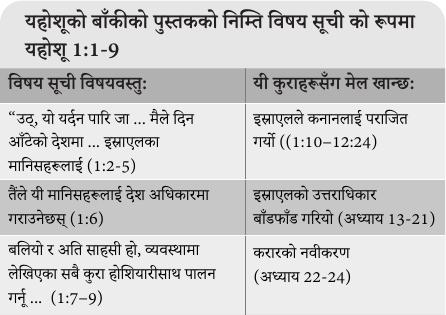 यहोशूको बाँकीको पुस्तकको निम्ति विषय सूची को रूपमा
यहोशू 1:1-9
विषय सूची विषयवस्तु:
यी कुराहरूसँग मेल खान्छ:
“उठ्, यो यर्दन पारि जा ... मैले दिन
आँटेको देशमा ... इस्राएलका
मानिसहरूलाई (1:2-5)
इस्राएलले कनानलाई पराजित
गर्यो ((1:10–12:24)
तैंले यी मानिसहरूलाई देश अधिकारमा
गराउनेछस् (1:6)
इस्राएलको उत्तराधिकार
बाँडफाँड गरियो (अध्याय 13-21)
बलियो र अति साहसी हो, व्यवस्थामा
लेखिएका सबै कुरा होशियारीसाथ पालन
गर्नू ... (1:7–9)
करारको नवीकरण
(अध्याय 22-24)